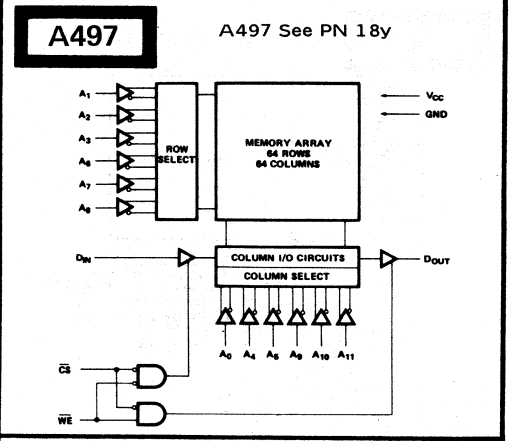 A497
A497 See PN 18y
A1
A2
A3
A6
A7
A8
ROW
SELECT
MEMORY ARRAY
64 ROWS
64 COLUMNS
VCC
GND
DIN
COLUMN I/O CIRCUITS
COLUMN SELECT
DOUT
A0 A4 A5 A9 A10 A11
CS
WE